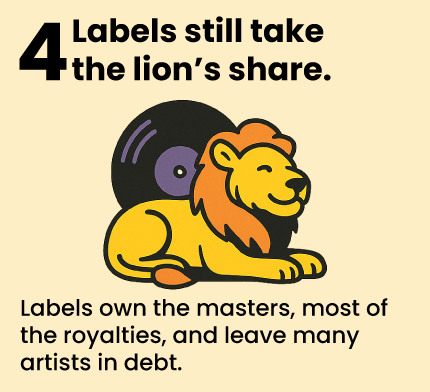 4 Labels still take
the lion’s share.
Labels own the masters, most of
the royalties, and leave many
artists in debt.